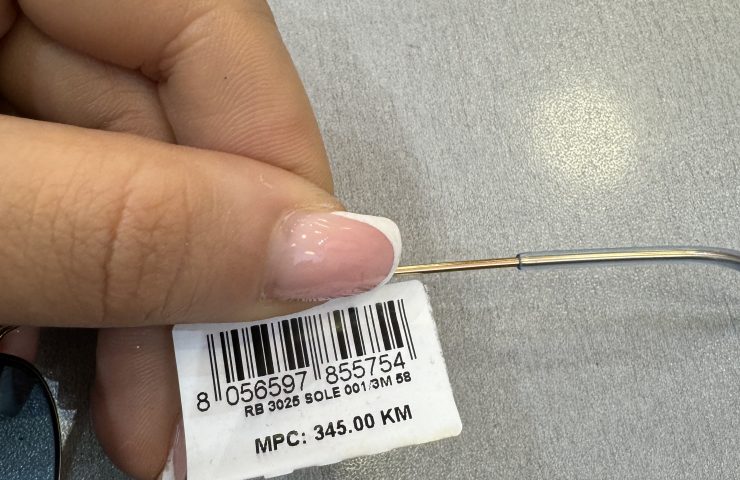 8 056597 855754
RB 3025 SOLE 001/3M 58
MPC: 345.00 KM